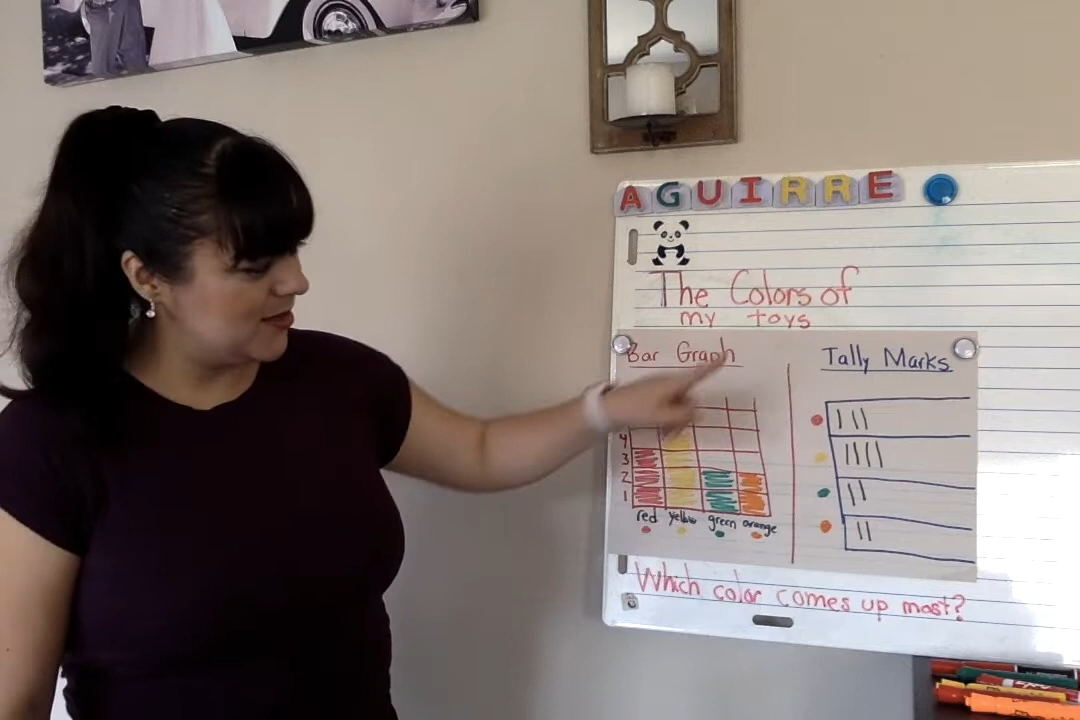 AGUIRRE
The Colors of
my toys
Bar Graph
Tally Marks
4
3
2
1
red yellow green orange
Which color comes up most?